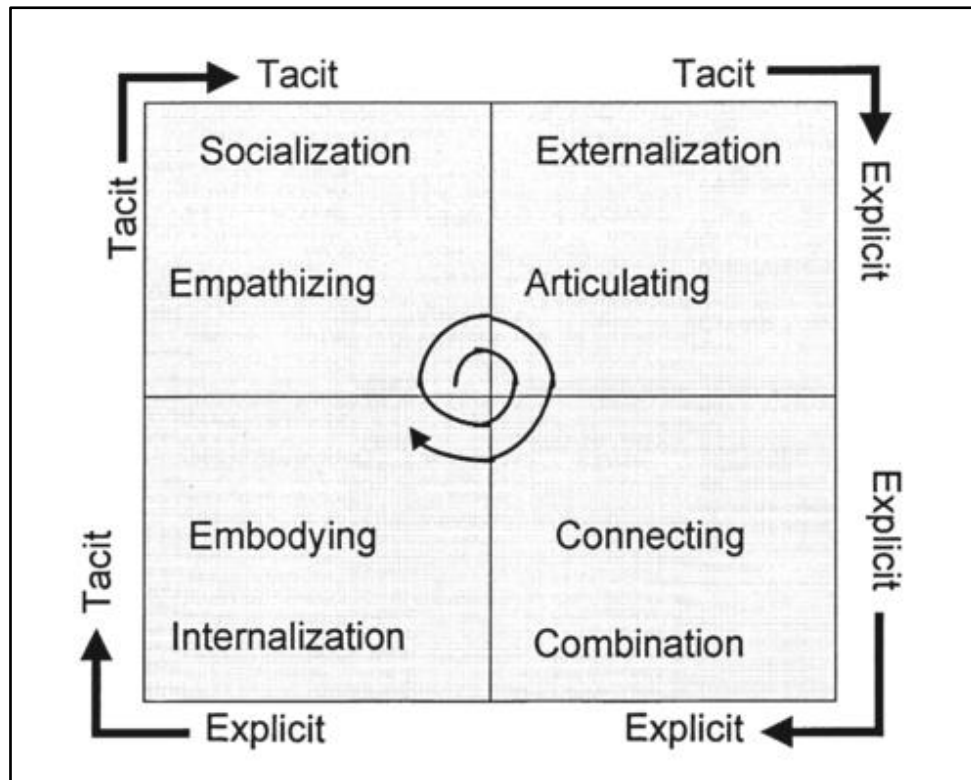 Tacit
Tacit
Tacit
Explicit
Socialization
Externalization
Empathizing
Articulating
Embodying
Connecting
Internalization
Combination
Tacit
Explicit
Explicit
Explicit